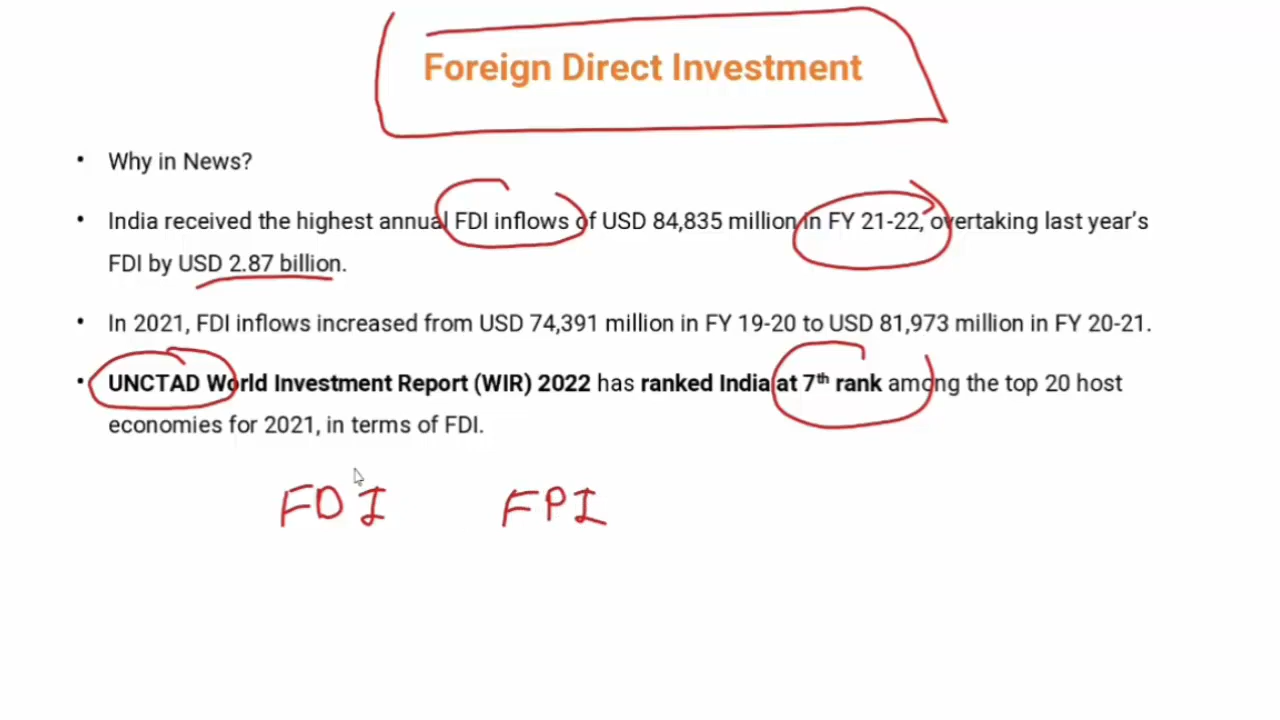 Foreign Direct Investment
• Why in News?
• India received the highest annual FDI inflows of USD 84,835 million in FY 21-22, overtaking last year's
FDI by USD 2.87 billion.
• In 2021, FDI inflows increased from USD 74,391 million in FY 19-20 to USD 81,973 million in FY 20-21.
• UNCTAD World Investment Report (WIR) 2022 has ranked India at 7th rank among the top 20 host
economies for 2021, in terms of FDI.
FDI FPI